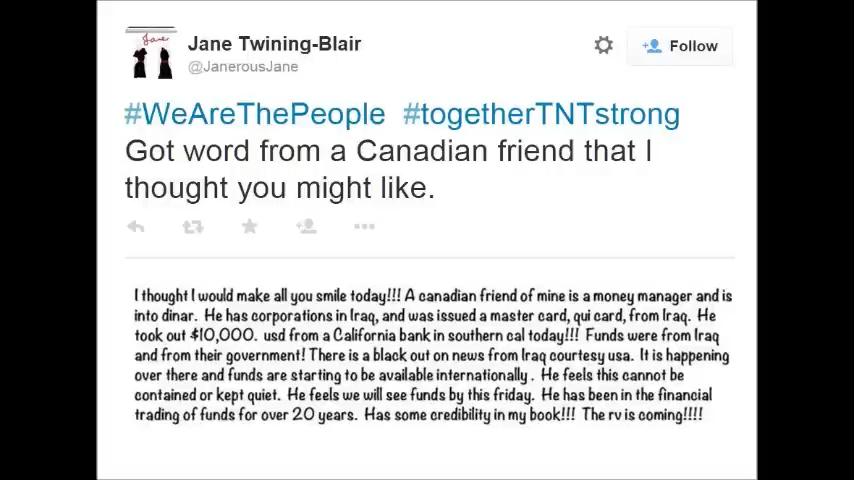 Jane
Jane Twining-Blair
@JanerousJane
Follow
#WeAreThePeople #togetherTNTstrong
Got word from a Canadian friend that I
thought you might like.
I thought I would make all you smile today!!! A canadian friend of mine is a money manager and is
into dinar. He has corporations in Iraq, and was issued a master card, qui card, from Iraq. He
took out $10,000. usd from a California bank in southern cal today!!! Funds were from Iraq
and from their government! There is a black out on news from Iraq courtesy usa. It is happening
over there and funds are starting to be available internationally. He feels this cannot be
contained or kept quiet. He feels we will see funds by this friday. He has been in the financial
trading of funds for over 20 years. Has some credibility in my book!!! The rv is coming!!!!